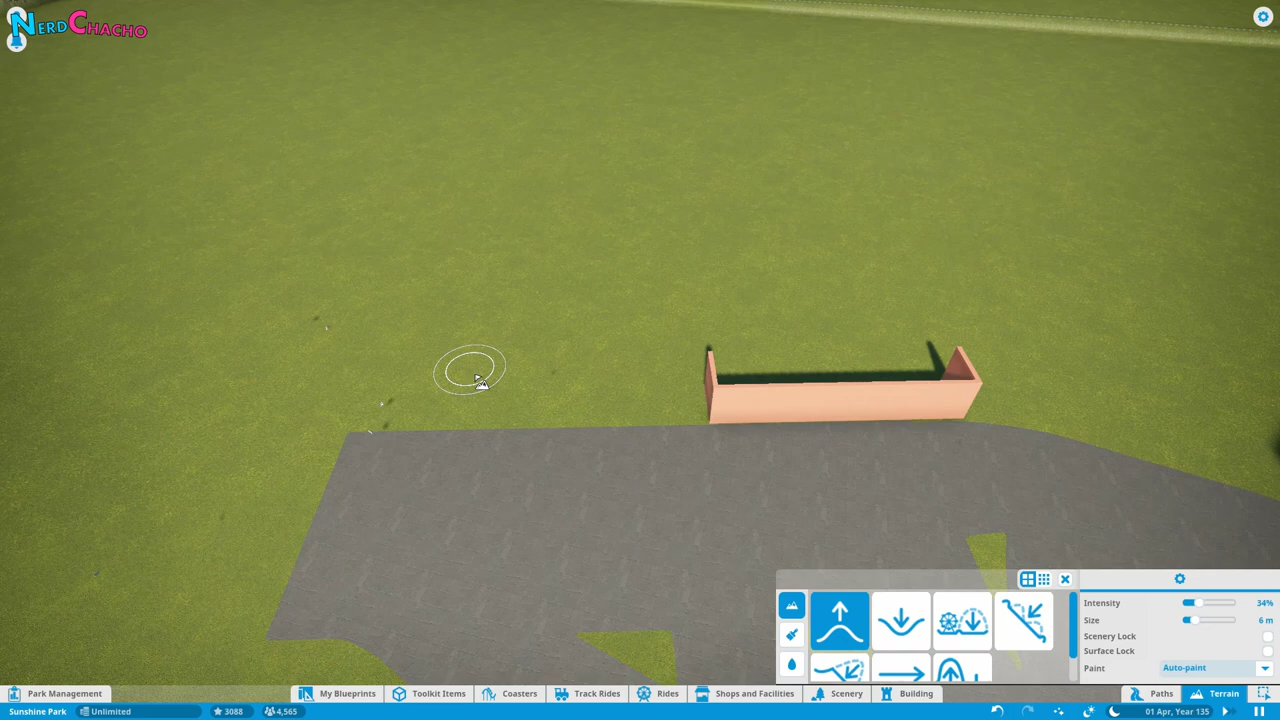 NERDCHACHO
Intensity 34%
Size 6 m
Scenery Lock
Surface Lock
Paint Auto-paint
Park Management My Blueprints Toolkit Items Coasters Track Rides Rides Shops and Facilities Scenery Building Paths Terrain
Sunshine Park Unlimited 3088 4,565 01 Apr, Year 135